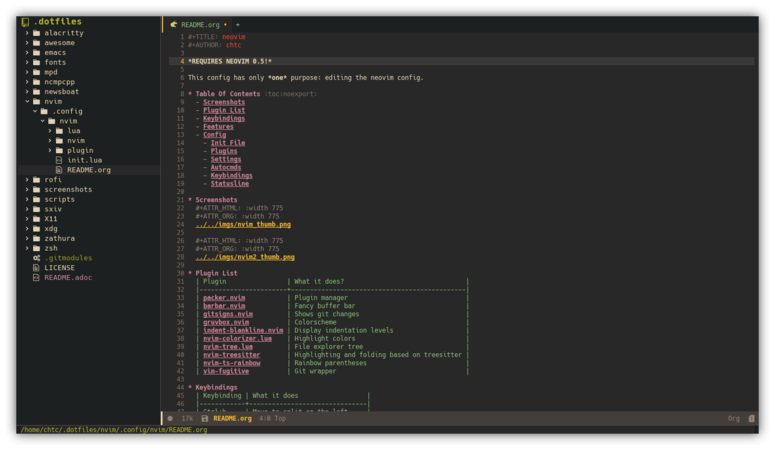 .dotfiles
alacritty
awesome
emacs
fonts
mpd
ncmpcpp
newsboat
nvim
.config
nvim
lua
nvim
plugin
init.lua
README.org
rofi
screenshots
scripts
sxiv
X11
xdg
zathura
zsh
.gitmodules
LICENSE
README.adoc
README.org
1 #+TITLE: neovim
2 #+AUTHOR: chtc
3
4 *REQUIRES NEOVIM 0.5!*
5
6 This config has only *one* purpose: editing the neovim config.
7
8 * Table Of Contents :toc:noexport:
9 - Screenshots
10 - Plugin List
11 - Keybindings
12 - Features
13 - Config
14 - Init File
15 - Plugins
16 - Settings
17 - Autocmds
18 - Keybindings
19 - Statusline
20
21 * Screenshots
22 #+ATTR_HTML: :width 775
23 #+ATTR_ORG: :width 775
24 ../../imgs/nvim_thumb.png
25
26 #+ATTR_HTML: :width 775
27 #+ATTR_ORG: :width 775
28 ../../imgs/nvim2_thumb.png
29
30 * Plugin List
31 | Plugin | What it does? |
32
33 | packer.nvim | Plugin manager |
34 | barbar.nvim | Fancy buffer bar |
35 | gitsigns.nvim | Shows git changes |
36 | gruvbox.nvim | Colorscheme |
37 | indent-blankline.nvim | Display indentation levels |
38 | nvim-colorizer.lua | Highlight colors |
39 | nvim-tree.lua | File explorer tree |
40 | nvim-treesitter | Highlighting and folding based on treesitter |
41 | nvim-ts-rainbow | Rainbow parentheses |
42 | vim-fugitive | Git wrapper |
43
44 * Keybindings
45 | Keybinding | What it does |
46
17k README.org 4:0 Top Org
/home/chtc/.dotfiles/nvim/.config/nvim/README.org